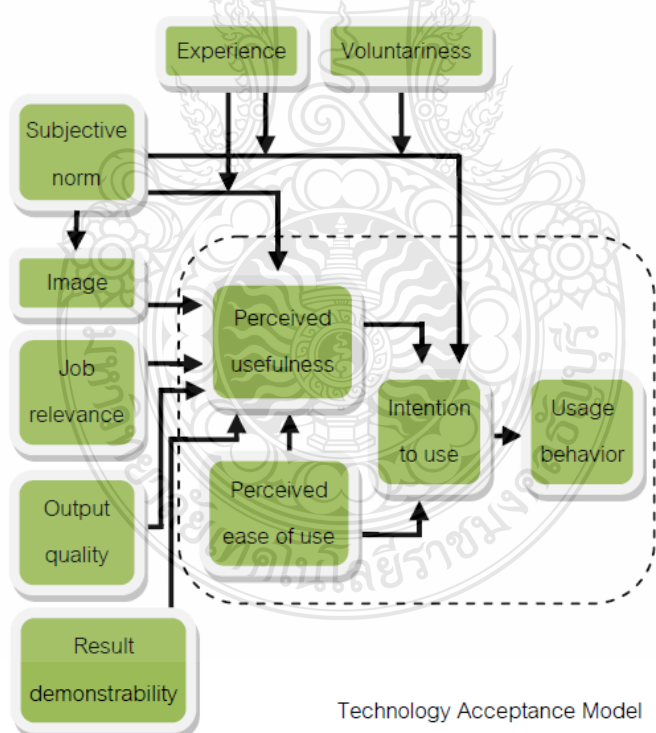 Experience
Voluntariness
Subjective
norm
Image
Job
relevance
Output
quality
Result
demonstrability
Perceived
usefulness
Perceived
ease of use
Intention
to use
Usage
behavior
Technology Acceptance Model